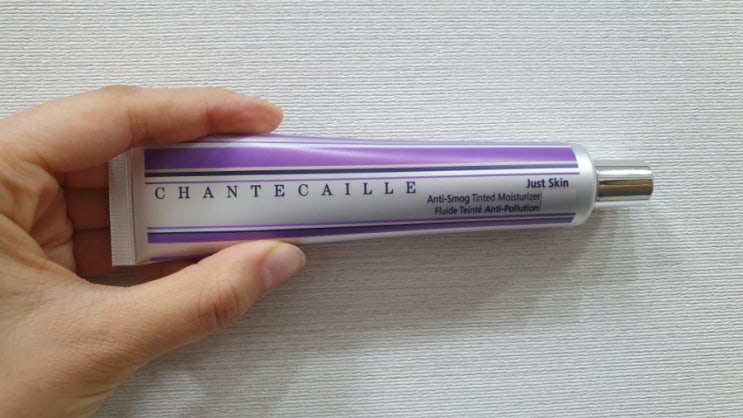 CHANTECAILLE
Just Skin
Anti-Smog Tinted Moisturizer
Fluide Teinté Anti-Pollution